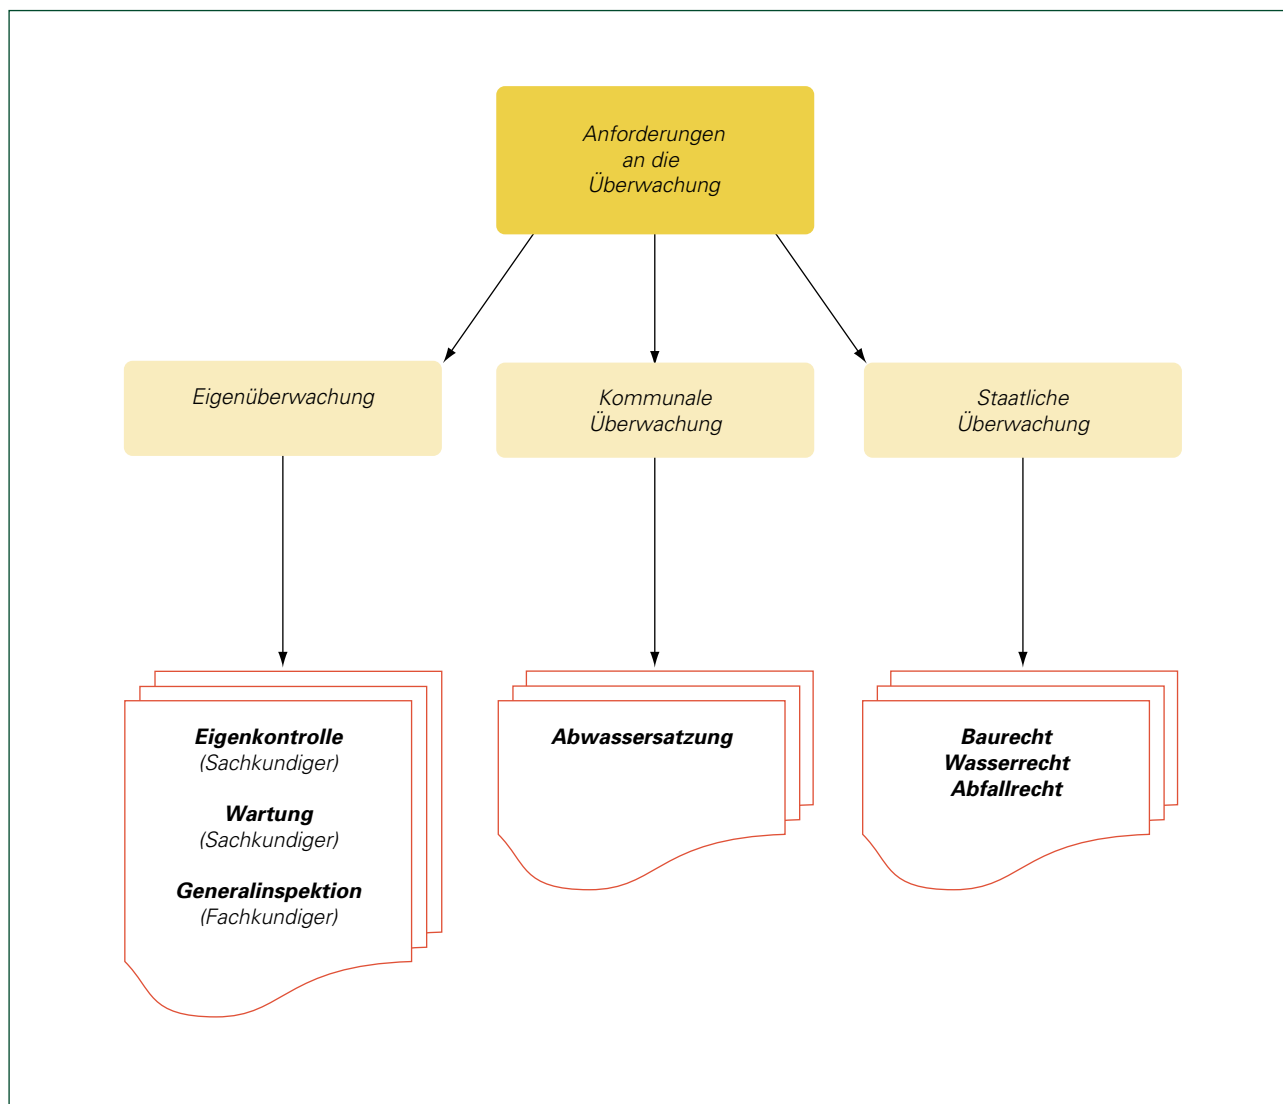 Anforderungen
an die
Überwachung
Eigenüberwachung
Kommunale
Überwachung
Staatliche
Überwachung
Eigenkontrolle
(Sachkundiger)
Wartung
(Sachkundiger)
Generalinspektion
(Fachkundiger)
Abwassersatzung
Baurecht
Wasserrecht
Abfallrecht